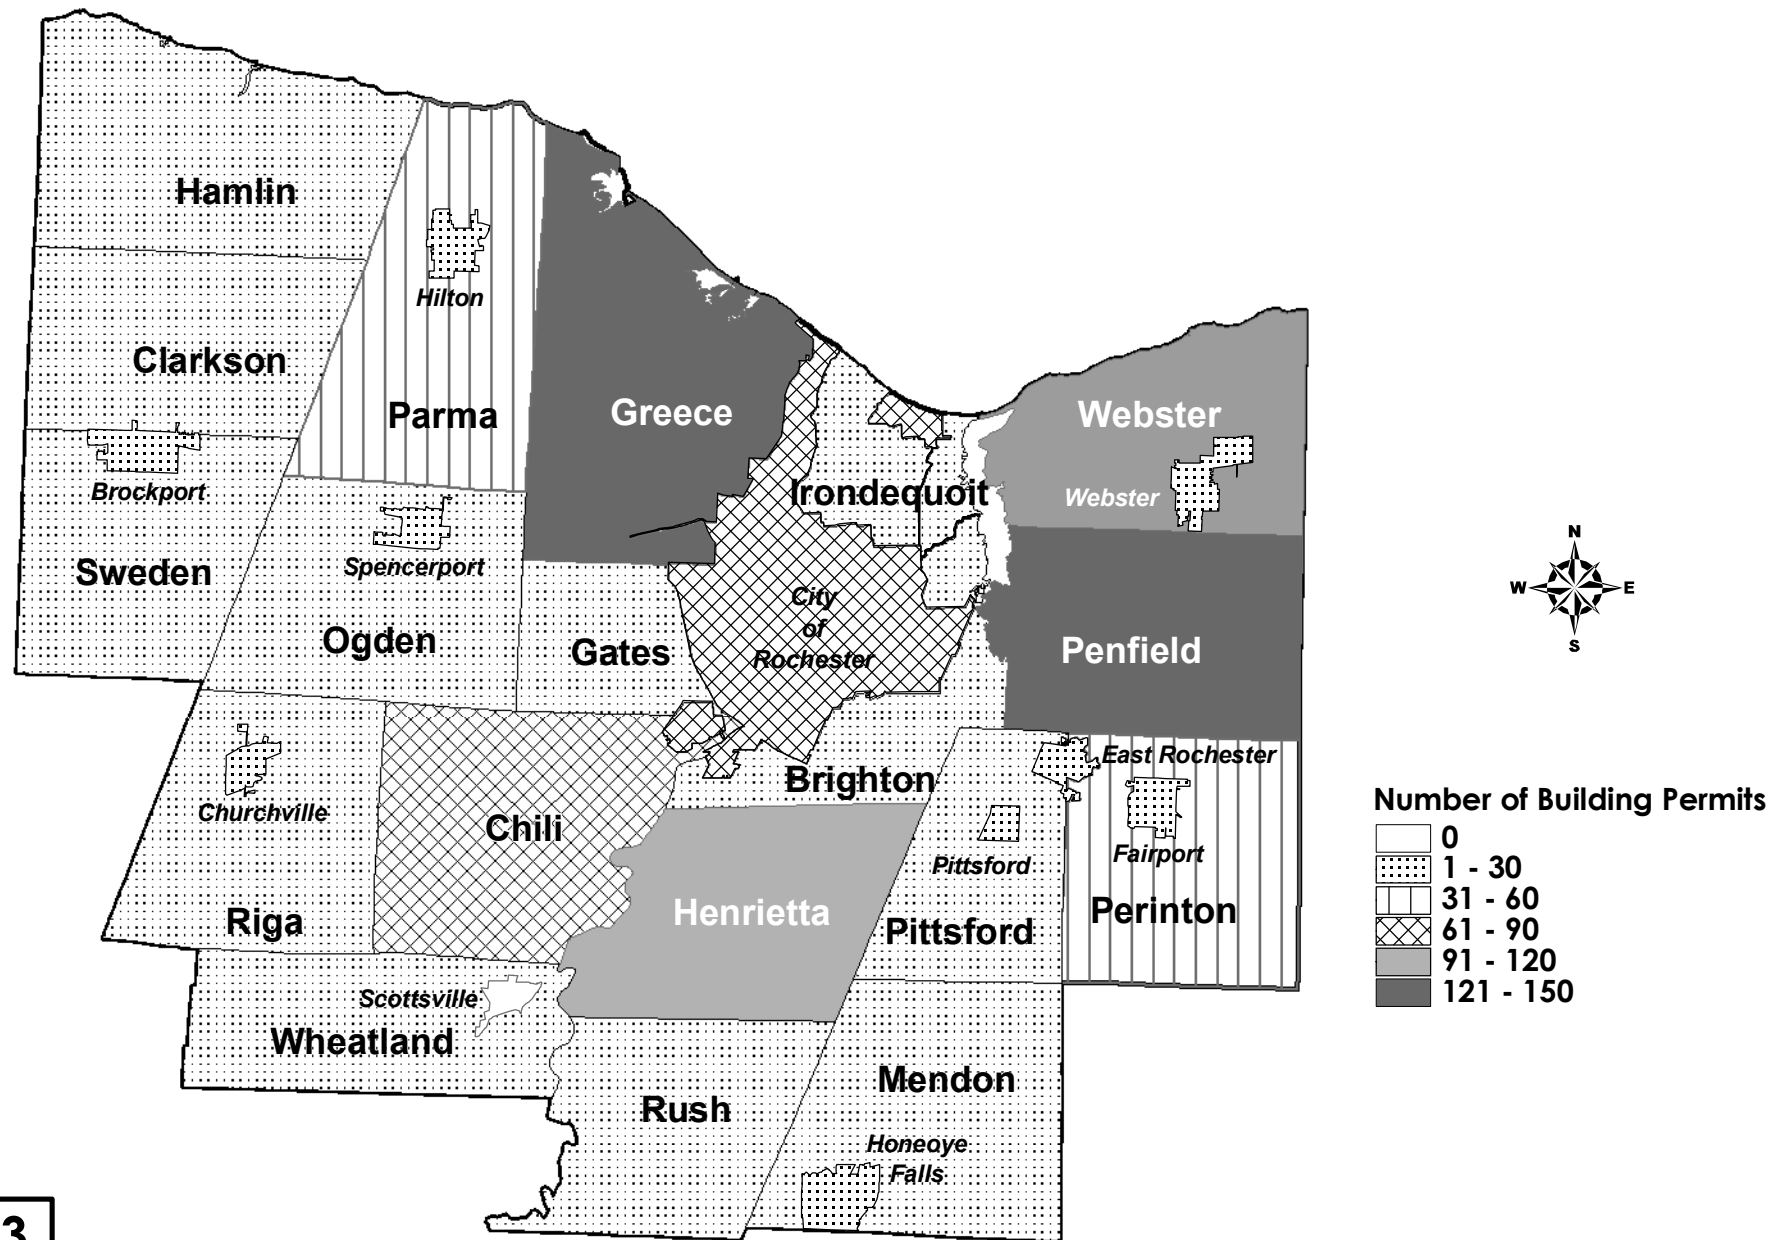 Hamlin
Hilton
Clarkson
Parma
Greece
Webster
Brockport
Irondequoit
Webster
Spencerport
Sweden
City
of
Rochester
Ogden
Gates
Penfield
East Rochester
Brighton
Churchville
Chili
Pittsford
Fairport
Riga
Henrietta
Pittsford
Perinton
Scottsville
Wheatland
Mendon
Rush
Honeoye
Falls
N
W
E
S
Number of Building Permits
0
1 - 30
31 - 60
61 - 90
91 - 120
121 - 150
3